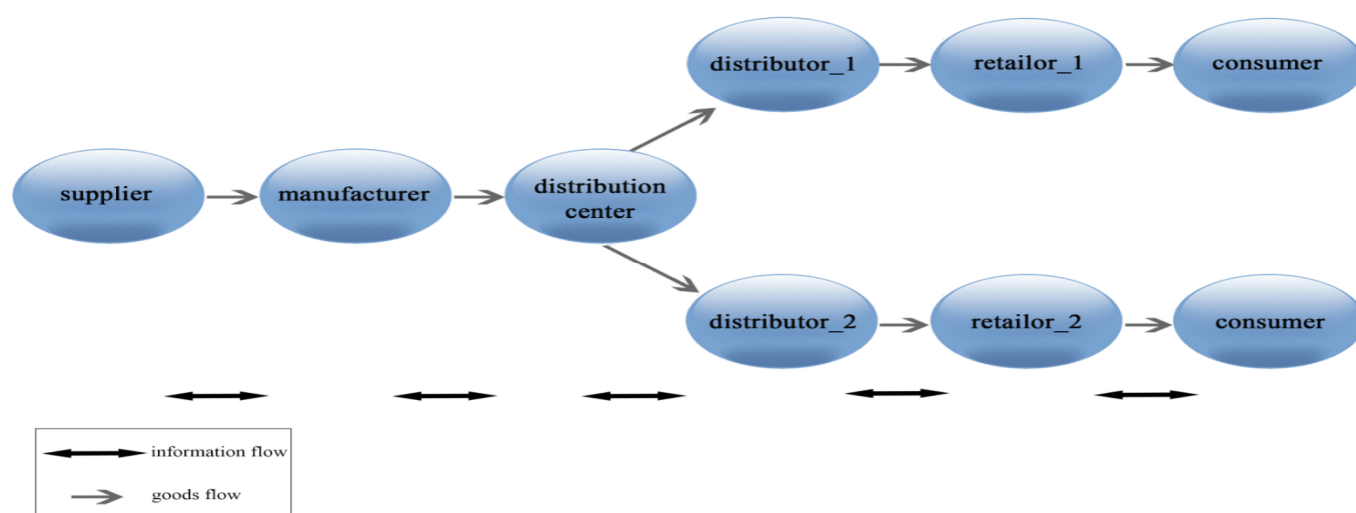 distributor_1
retailor_1
consumer
supplier
manufacturer
distribution
center
distributor_2
retailor_2
consumer
information flow
goods flow